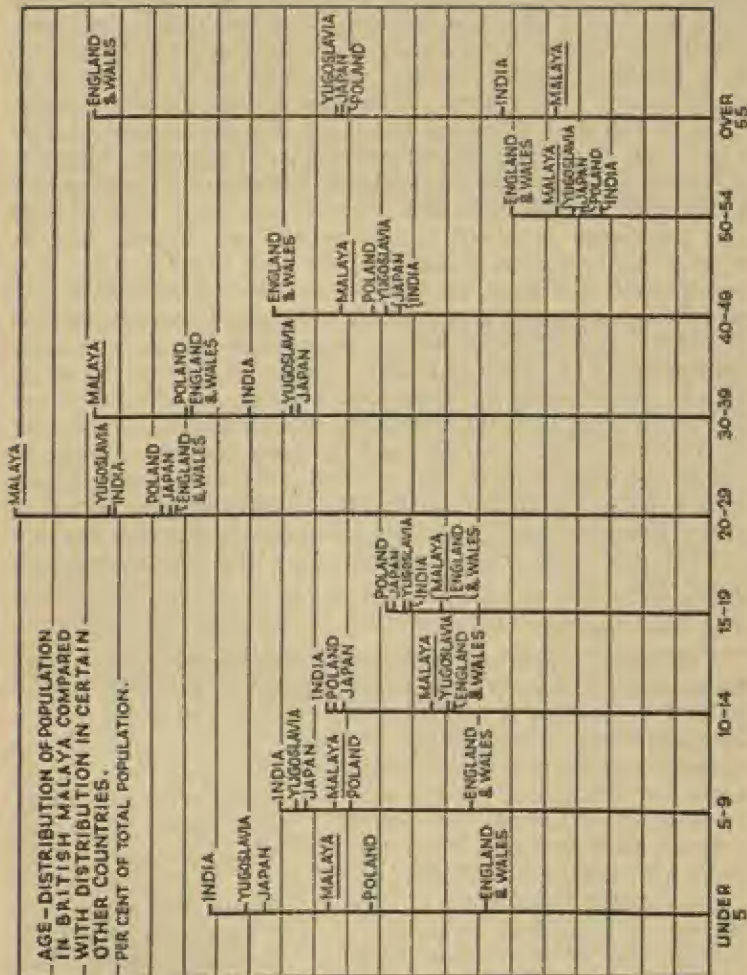 AGE-DISTRIBUTION OF POPULATION
IN BRITISH MALAYA COMPARED
WITH DISTRIBUTION IN CERTAIN
OTHER COUNTRIES.
PER CENT OF TOTAL POPULATION.
INDIA
YUGOSLAVIA
JAPAN
MALAYA
POLAND
ENGLAND
& WALES
UNDER
5
INDIA
YUGOSLAVIA
JAPAN
MALAYA
POLAND
ENGLAND
& WALES
5-9
INDIA
POLAND
JAPAN
MALAYA
YUGOSLAVIA
ENGLAND
& WALES
10-14
POLAND
JAPAN
YUGOSLAVIA
INDIA
MALAYA
ENGLAND
& WALES
15-19
MALAYA
YUGOSLAVIA
INDIA
POLAND
JAPAN
ENGLAND
& WALES
20-29
MALAYA
POLAND
ENGLAND
& WALES
INDIA
YUGOSLAVIA
JAPAN
30-39
ENGLAND
& WALES
MALAYA
POLAND
YUGOSLAVIA
JAPAN
INDIA
40-49
ENGLAND
& WALES
MALAYA
YUGOSLAVIA
JAPAN
POLAND
INDIA
50-54
ENGLAND
& WALES
YUGOSLAVIA
JAPAN
POLAND
INDIA
MALAYA
OVER
55